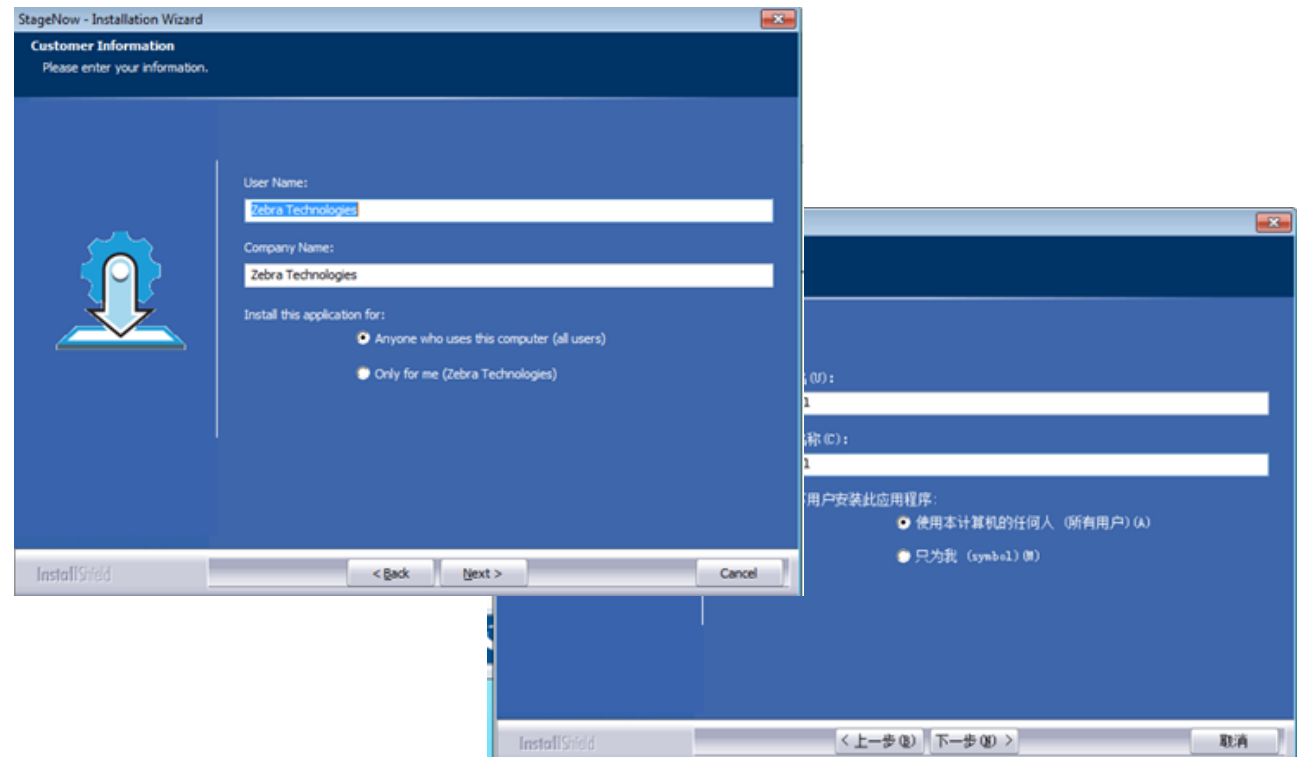 StageNow - Installation Wizard
Customer Information
Please enter your information.
User Name:
Zebra Technologies
Company Name:
Zebra Technologies
Install this application for:
Anyone who uses this computer (all users)
Only for me (Zebra Technologies)
InstallShield
< Back
Next >
Cancel
(U):
称(C):
用户安装此应用程序:
使用本计算机的任何人 (所有用户)(A)
只为我 (symbol)(M)
InstallShield
<上一步(B)
下一步(N) >
取消